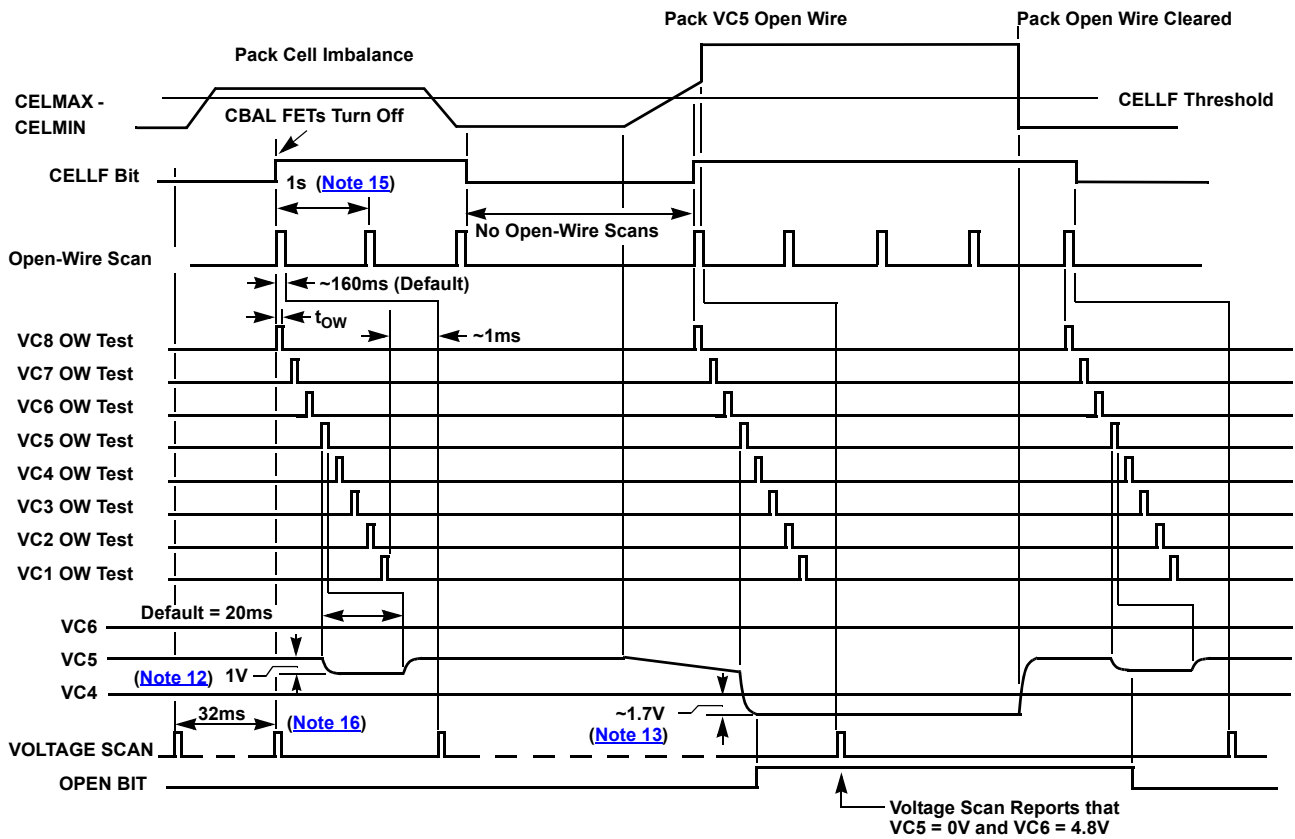 Pack VC5 Open Wire
Pack Open Wire Cleared
Pack Cell Imbalance
CELMAX -
CELMIN
CELLF Threshold
CBAL FETs Turn Off
CELLF Bit
1s (Note 15)
No Open-Wire Scans
Open-Wire Scan
~160ms (Default)
tOW
~1ms
VC8 OW Test
VC7 OW Test
VC6 OW Test
VC5 OW Test
VC4 OW Test
VC3 OW Test
VC2 OW Test
VC1 OW Test
Default = 20ms
VC6
VC5
(Note 12) 1V
VC4
32ms
(Note 16)
~1.7V
(Note 13)
VOLTAGE SCAN
OPEN BIT
Voltage Scan Reports that
VC5 = 0V and VC6 = 4.8V